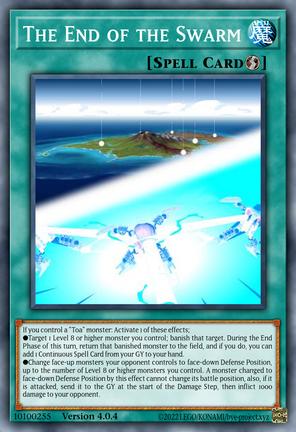 THE END OF THE SWARM
魔
[SPELL CARD]
If you control a "Toa" monster: Activate 1 of these effects;
●Target 1 Level 8 or higher monster you control; banish that target. During the End
Phase of this turn, return that banished monster to the field, and if you do, you can
add 1 Continuous Spell Card from your GY to your hand.
●Change face-up monsters your opponent controls to face-down Defense Position,
up to the number of Level 8 or higher monsters you control. A monster changed to
face-down Defense Position by this effect cannot change its battle position, also, if it
is attacked, send it to the GY at the start of the Damage Step, then inflict 1000
damage to your opponent.
10100255 Version 4.0.4 ©2022 LEGO/KONAMI/bye-project.xyz